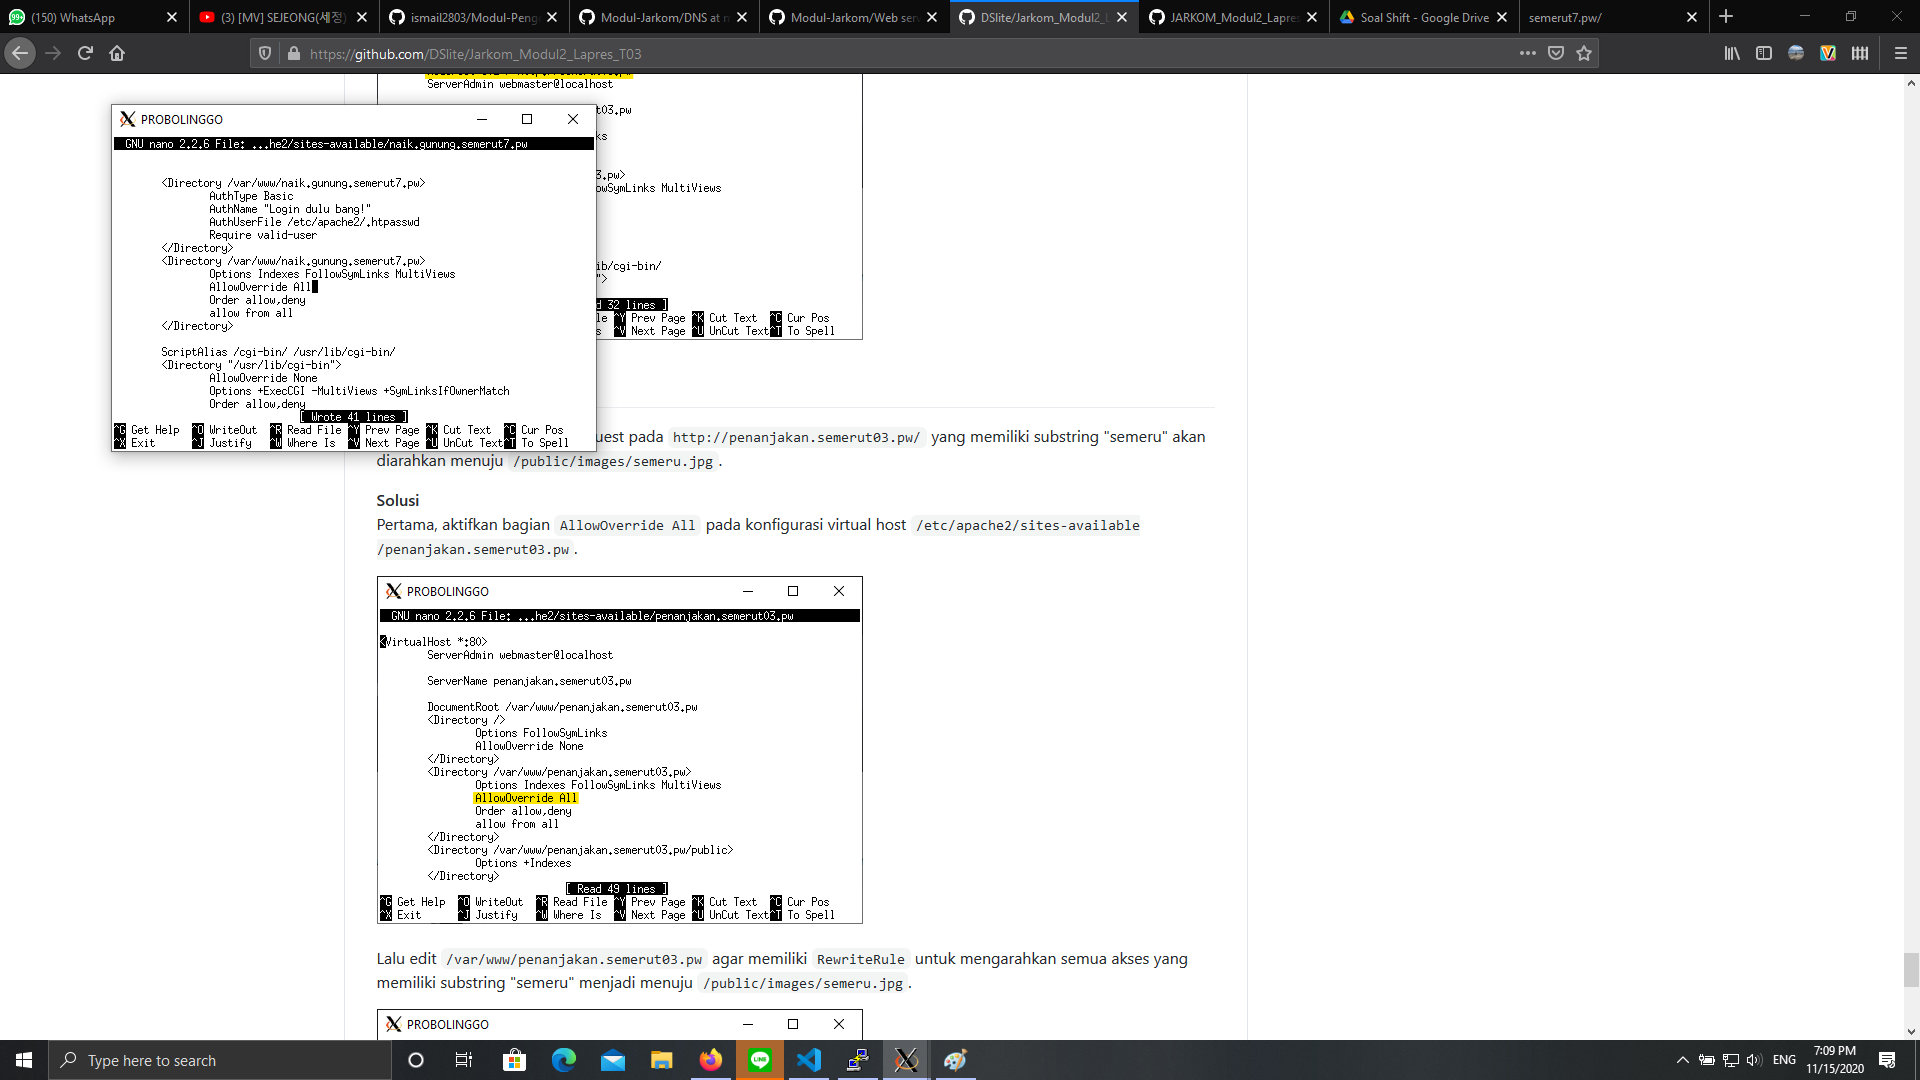 (150) WhatsApp
(3) [MV] SEJEONG(세정)
ismail2803/Modul-Peng
Modul-Jarkom/DNS at m
Modul-Jarkom/Web serv
DSlite/Jarkom_Modul2_L
JARKOM_Modul2_Lapres
Soal Shift - Google Drive
semerut7.pw/
https://github.com/DSlite/Jarkom_Modul2_Lapres_T03
ServerAdmin webmaster@localhost
t03.pw
ks
3.pw>
owSymLinks MultiViews
ib/cgi-bin/
">
d 32 lines ]
le ^Y Prev Page ^K Cut Text ^C Cur Pos
s ^V Next Page ^U UnCut Text^T To Spell
PROBOLINGGO
GNU nano 2.2.6 File: ...he2/sites-available/naik.gunung.semerut7.pw
<Directory /var/www/naik.gunung.semerut7.pw>
AuthType Basic
AuthName "Login dulu bang!"
AuthUserFile /etc/apache2/.htpasswd
Require valid-user
</Directory>
<Directory /var/www/naik.gunung.semerut7.pw>
Options Indexes FollowSymLinks MultiViews
AllowOverride All
Order allow,deny
allow from all
</Directory>
ScriptAlias /cgi-bin/ /usr/lib/cgi-bin/
<Directory "/usr/lib/cgi-bin">
AllowOverride None
Options +ExecCGI -MultiViews +SymLinksIfOwnerMatch
Order allow,deny
[ Wrote 41 lines ]
^G Get Help ^O WriteOut ^R Read File ^Y Prev Page ^K Cut Text ^C Cur Pos
^X Exit ^J Justify ^W Where Is ^V Next Page ^U UnCut Text^T To Spell
uest pada http://penanjakan.semerut03.pw/ yang memiliki substring "semeru" akan
diarahkan menuju /public/images/semeru.jpg.
Solusi
Pertama, aktifkan bagian AllowOverride All pada konfigurasi virtual host /etc/apache2/sites-available
/penanjakan.semerut03.pw.
PROBOLINGGO
GNU nano 2.2.6 File: ...he2/sites-available/penanjakan.semerut03.pw
<VirtualHost *:80>
ServerAdmin webmaster@localhost
ServerName penanjakan.semerut03.pw
DocumentRoot /var/www/penanjakan.semerut03.pw
<Directory />
Options FollowSymLinks
AllowOverride None
</Directory>
<Directory /var/www/penanjakan.semerut03.pw>
Options Indexes FollowSymLinks MultiViews
AllowOverride All
Order allow,deny
allow from all
</Directory>
<Directory /var/www/penanjakan.semerut03.pw/public>
Options +Indexes
</Directory>
[ Read 49 lines ]
^G Get Help ^O WriteOut ^R Read File ^Y Prev Page ^K Cut Text ^C Cur Pos
^X Exit ^J Justify ^W Where Is ^V Next Page ^U UnCut Text^T To Spell
Lalu edit /var/www/penanjakan.semerut03.pw agar memiliki RewriteRule untuk mengarahkan semua akses yang
memiliki substring "semeru" menjadi menuju /public/images/semeru.jpg.
PROBOLINGGO
Type here to search
LINE
ENG
7:09 PM
11/15/2020